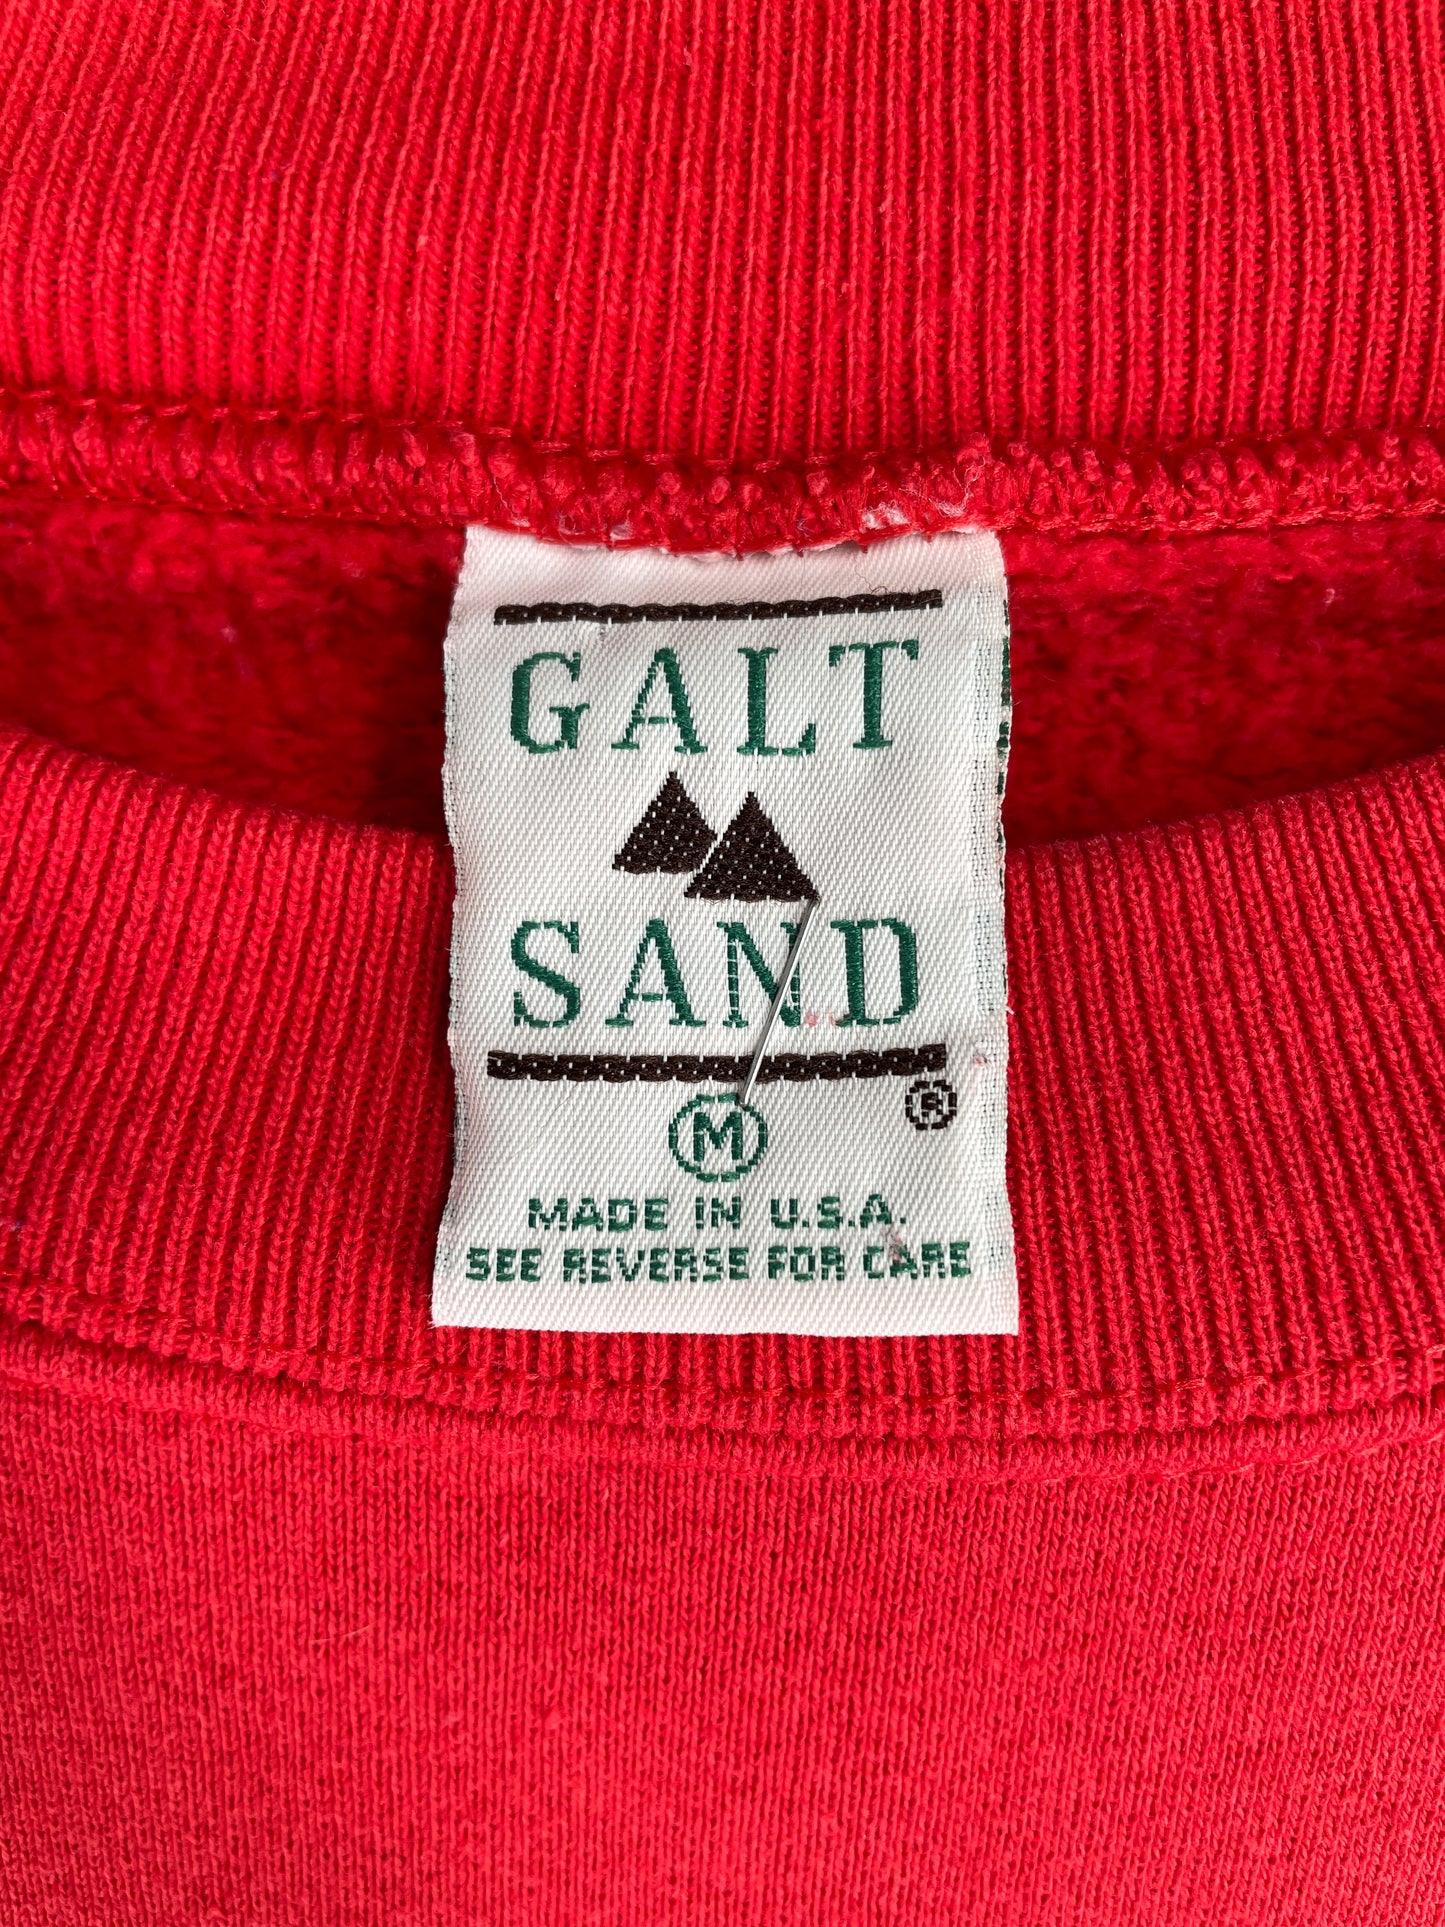 GALT
SAND
®
M
MADE IN U.S.A.
SEE REVERSE FOR CARE